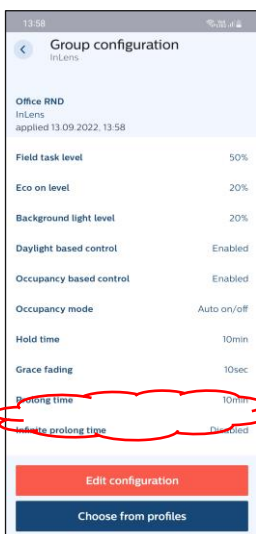 13:58
Group configuration
InLens
Office RND
InLens
applied 13.09.2022, 13:58
Field task level 50%
Eco on level 20%
Background light level 20%
Daylight based control Enabled
Occupancy based control Enabled
Occupancy mode Auto on/off
Hold time 10min
Grace fading 10sec
Prolong time 10min
Infinite prolong time Disabled
Edit configuration
Choose from profiles